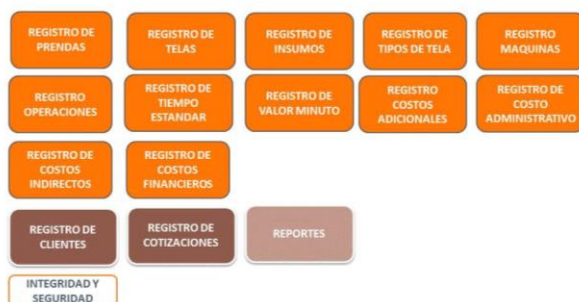 REGISTRO DE
PRENDAS
REGISTRO DE
TELAS
REGISTRO DE
INSUMOS
REGISTRO DE
TIPOS DE TELA
REGISTRO
MAQUINAS
REGISTRO
OPERACIONES
REGISTRO DE
TIEMPO
ESTANDAR
REGISTRO DE
VALOR MINUTO
REGISTRO
COSTOS
ADICIONALES
REGISTRO DE
COSTO
ADMINISTRATIVO
REGISTRO DE
COSTOS
INDIRECTOS
REGISTRO DE
COSTOS
FINANCIEROS
REGISTRO DE
CLIENTES
REGISTRO DE
COTIZACIONES
REPORTES
INTEGRIDAD Y
SEGURIDAD